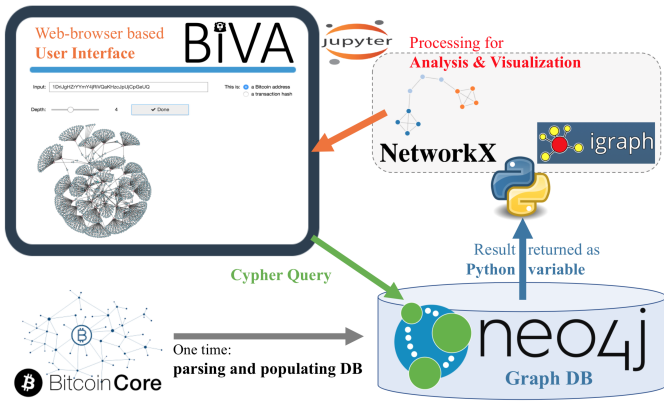 Web-browser based
User Interface
BiVA
jupyter
Processing for
Analysis & Visualization
Input:
This is:
a Bitcoin address
a transaction hash
Depth:
4
✔ Done
NetworkX
igraph
Result returned as
Python variable
Cypher Query
One time:
parsing and populating DB
BitcoinCore
neo4j
Graph DB